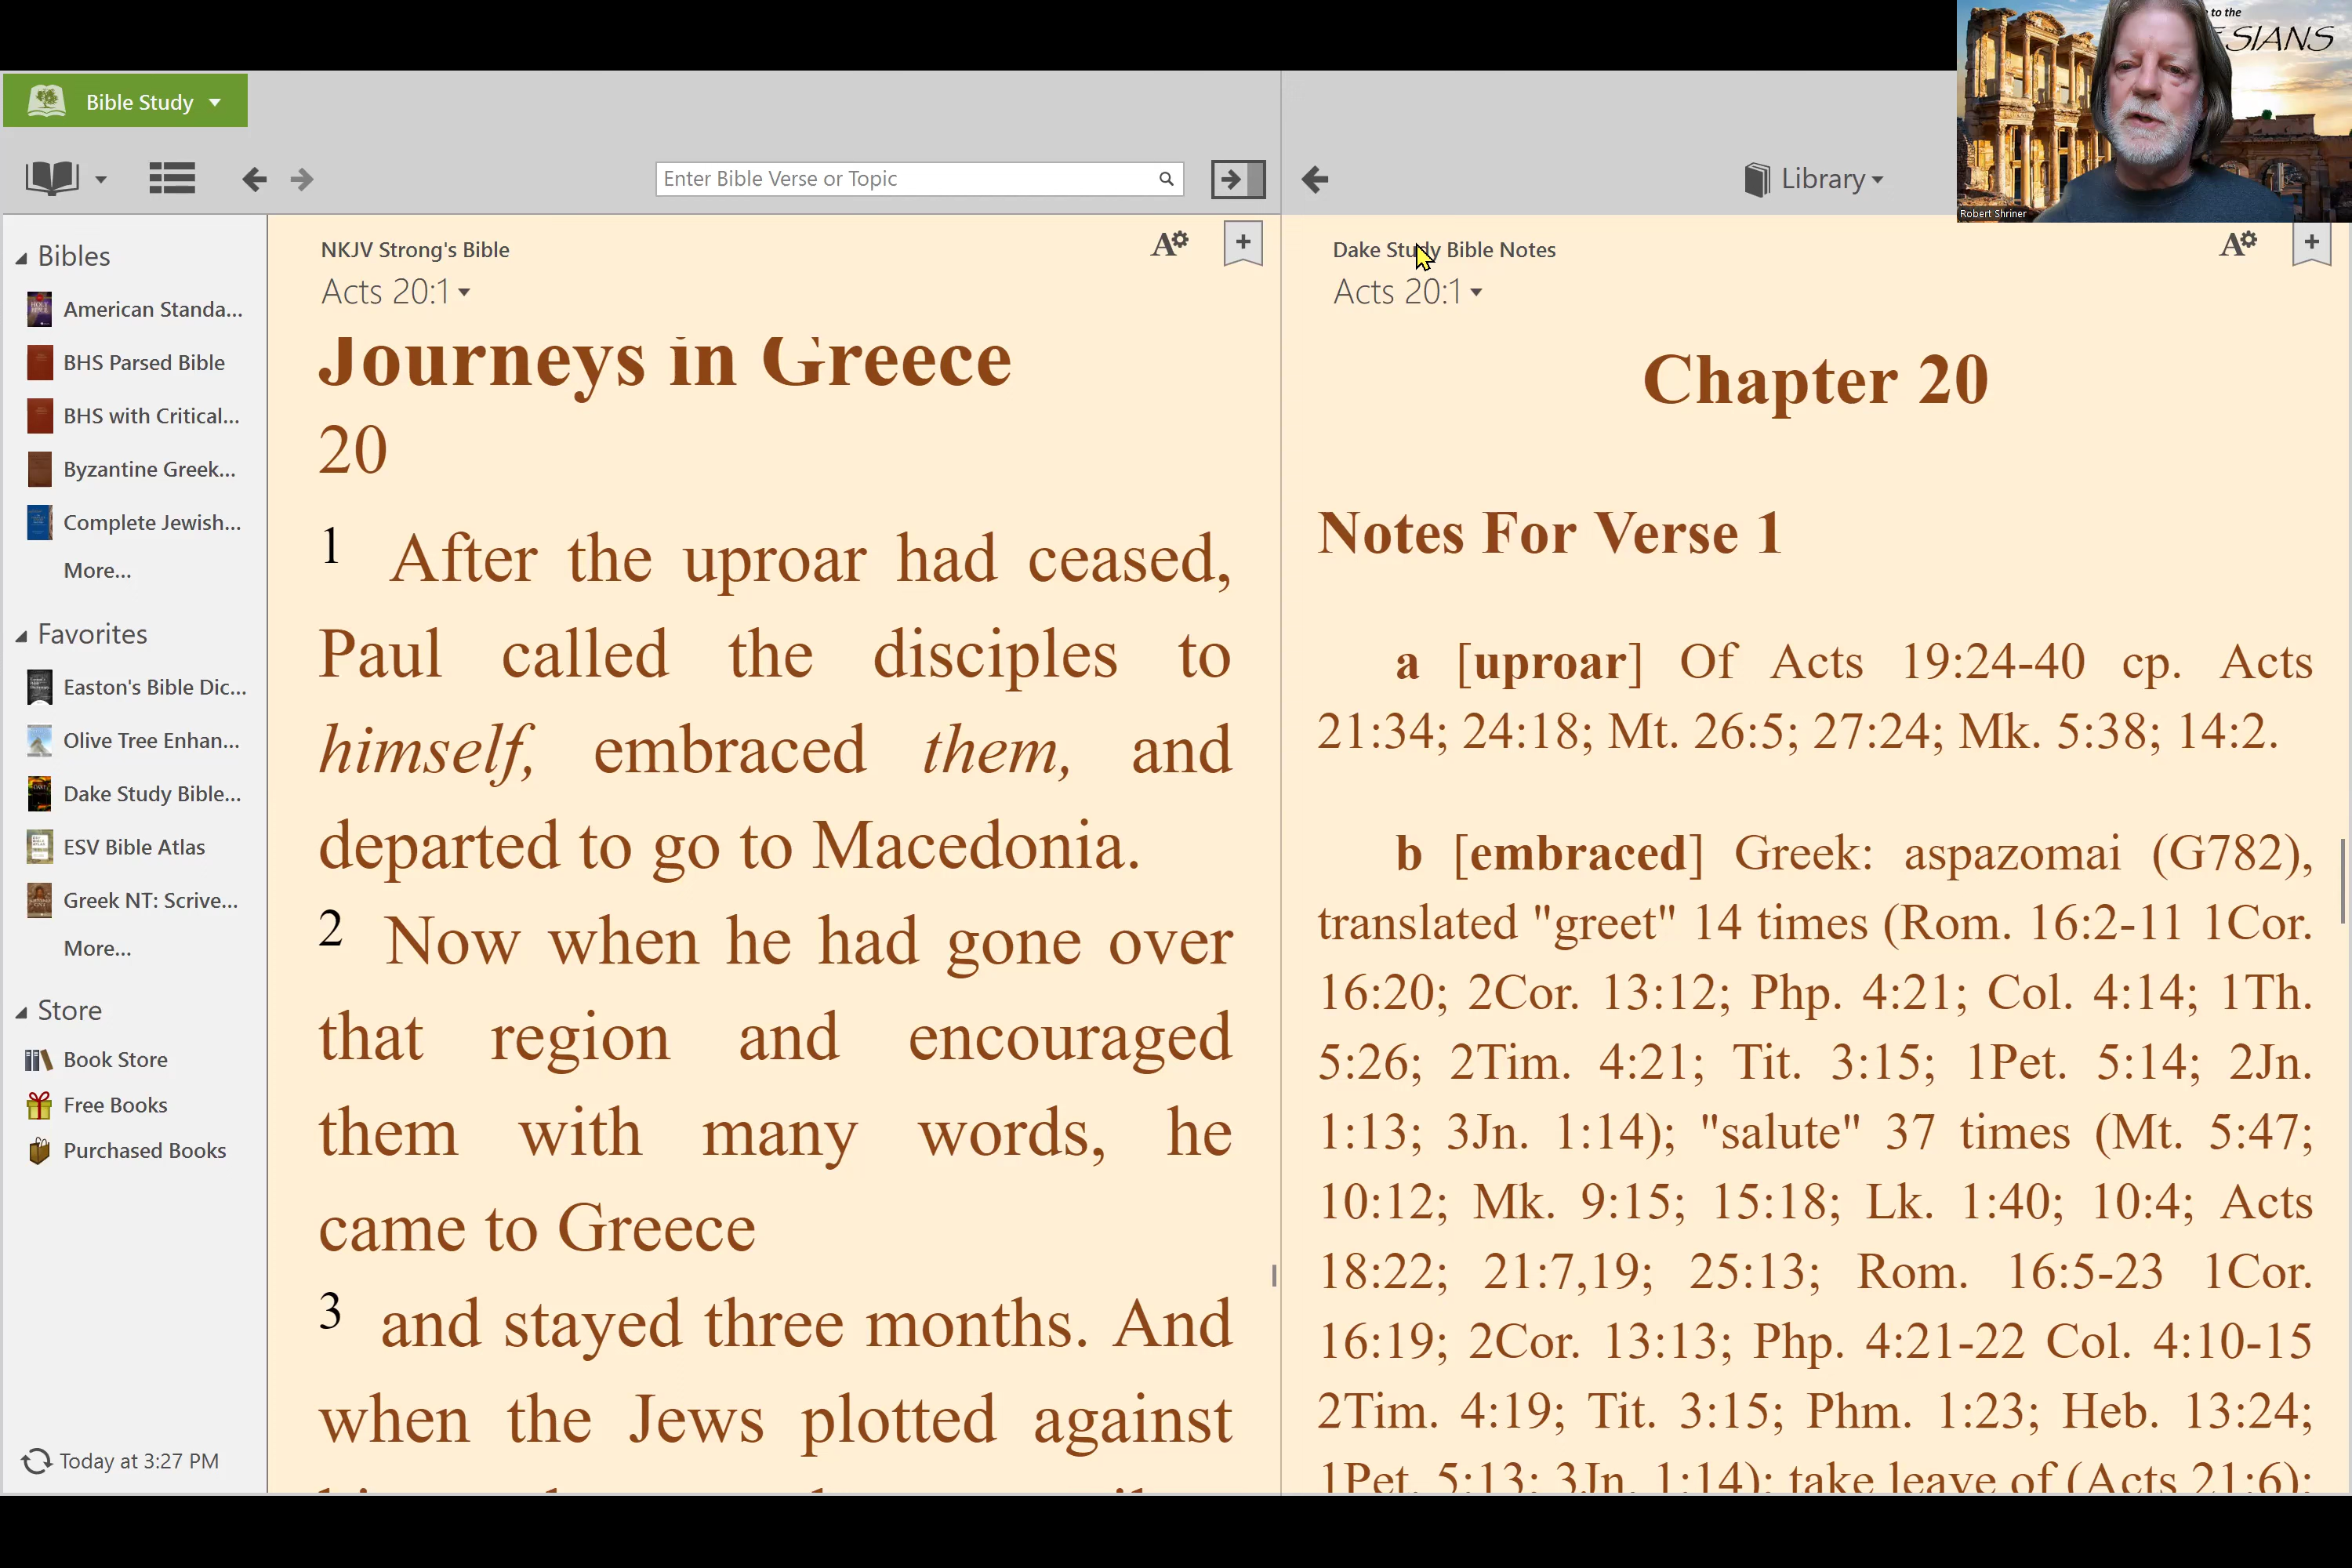 to the
SIANS
Robert Shriner
Bible Study
Enter Bible Verse or Topic
Library
Bibles
American Standa...
BHS Parsed Bible
BHS with Critical...
Byzantine Greek...
Complete Jewish...
More...
Favorites
Easton's Bible Dic...
Olive Tree Enhan...
Dake Study Bible...
ESV Bible Atlas
Greek NT: Scrive...
More...
Store
Book Store
Free Books
Purchased Books
Today at 3:27 PM
NKJV Strong's Bible
Acts 20:1
Journeys in Greece
20
1 After the uproar had ceased,
Paul called the disciples to
himself, embraced them, and
departed to go to Macedonia.
2 Now when he had gone over
that region and encouraged
them with many words, he
came to Greece
3 and stayed three months. And
when the Jews plotted against
Dake Study Bible Notes
Acts 20:1
Chapter 20
Notes For Verse 1
a [uproar] Of Acts 19:24-40 cp. Acts
21:34; 24:18; Mt. 26:5; 27:24; Mk. 5:38; 14:2.
b [embraced] Greek: aspazomai (G782),
translated "greet" 14 times (Rom. 16:2-11 1Cor.
16:20; 2Cor. 13:12; Php. 4:21; Col. 4:14; 1Th.
5:26; 2Tim. 4:21; Tit. 3:15; 1Pet. 5:14; 2Jn.
1:13; 3Jn. 1:14); "salute" 37 times (Mt. 5:47;
10:12; Mk. 9:15; 15:18; Lk. 1:40; 10:4; Acts
18:22; 21:7,19; 25:13; Rom. 16:5-23 1Cor.
16:19; 2Cor. 13:13; Php. 4:21-22 Col. 4:10-15
2Tim. 4:19; Tit. 3:15; Phm. 1:23; Heb. 13:24;
1Pet. 5:13; 3Jn. 1:14); take leave of (Acts 21:6);